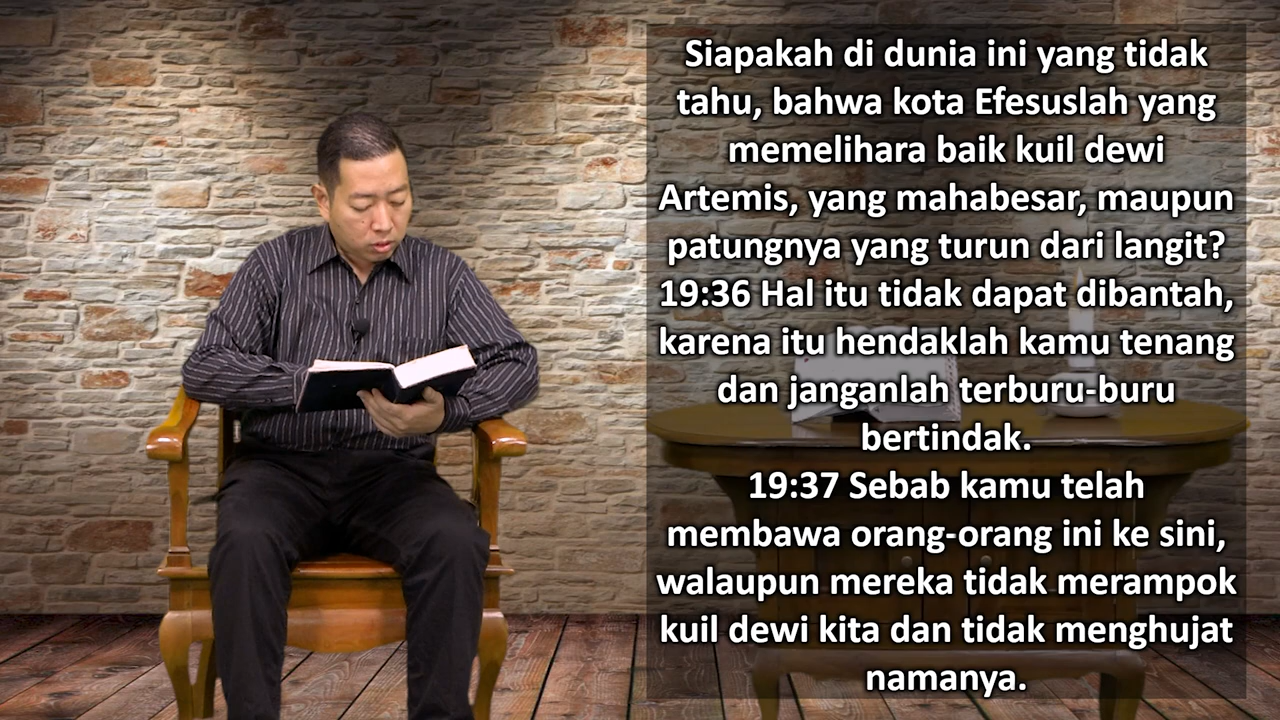 Siapakah di dunia ini yang tidak
tahu, bahwa kota Efesuslah yang
memelihara baik kuil dewi
Artemis, yang mahabesar, maupun
patungnya yang turun dari langit?
19:36 Hal itu tidak dapat dibantah,
karena itu hendaklah kamu tenang
dan janganlah terburu-buru
bertindak.
19:37 Sebab kamu telah
membawa orang-orang ini ke sini,
walaupun mereka tidak merampok
kuil dewi kita dan tidak menghujat
namanya.